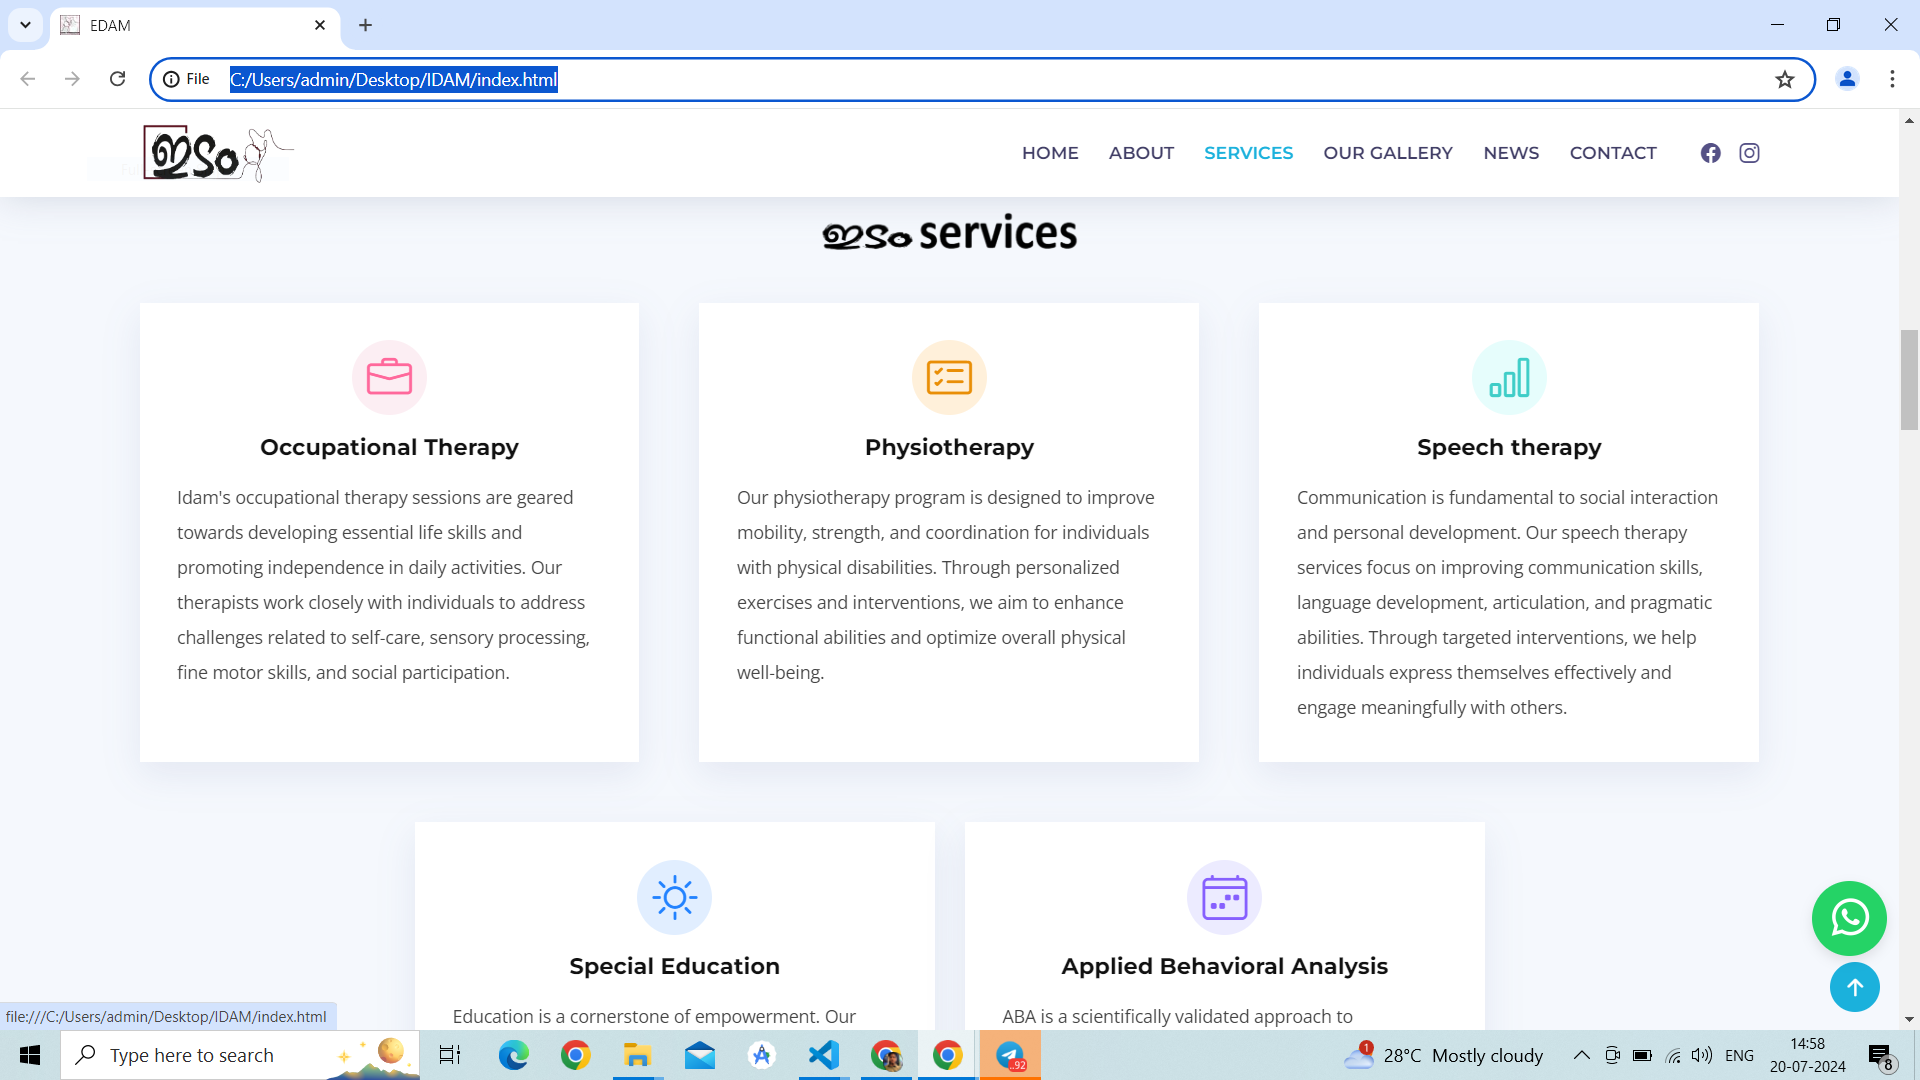 EDAM
File C:/Users/admin/Desktop/IDAM/index.html
ഇടം
HOME ABOUT SERVICES OUR GALLERY NEWS CONTACT
ഇടം services
Occupational Therapy
Idam's occupational therapy sessions are geared
towards developing essential life skills and
promoting independence in daily activities. Our
therapists work closely with individuals to address
challenges related to self-care, sensory processing,
fine motor skills, and social participation.
Physiotherapy
Our physiotherapy program is designed to improve
mobility, strength, and coordination for individuals
with physical disabilities. Through personalized
exercises and interventions, we aim to enhance
functional abilities and optimize overall physical
well-being.
Speech therapy
Communication is fundamental to social interaction
and personal development. Our speech therapy
services focus on improving communication skills,
language development, articulation, and pragmatic
abilities. Through targeted interventions, we help
individuals express themselves effectively and
engage meaningfully with others.
Special Education
Education is a cornerstone of empowerment. Our
Applied Behavioral Analysis
ABA is a scientifically validated approach to
file:///C:/Users/admin/Desktop/IDAM/index.html
Type here to search
..92
1
28°C Mostly cloudy
ENG
14:58
20-07-2024
8